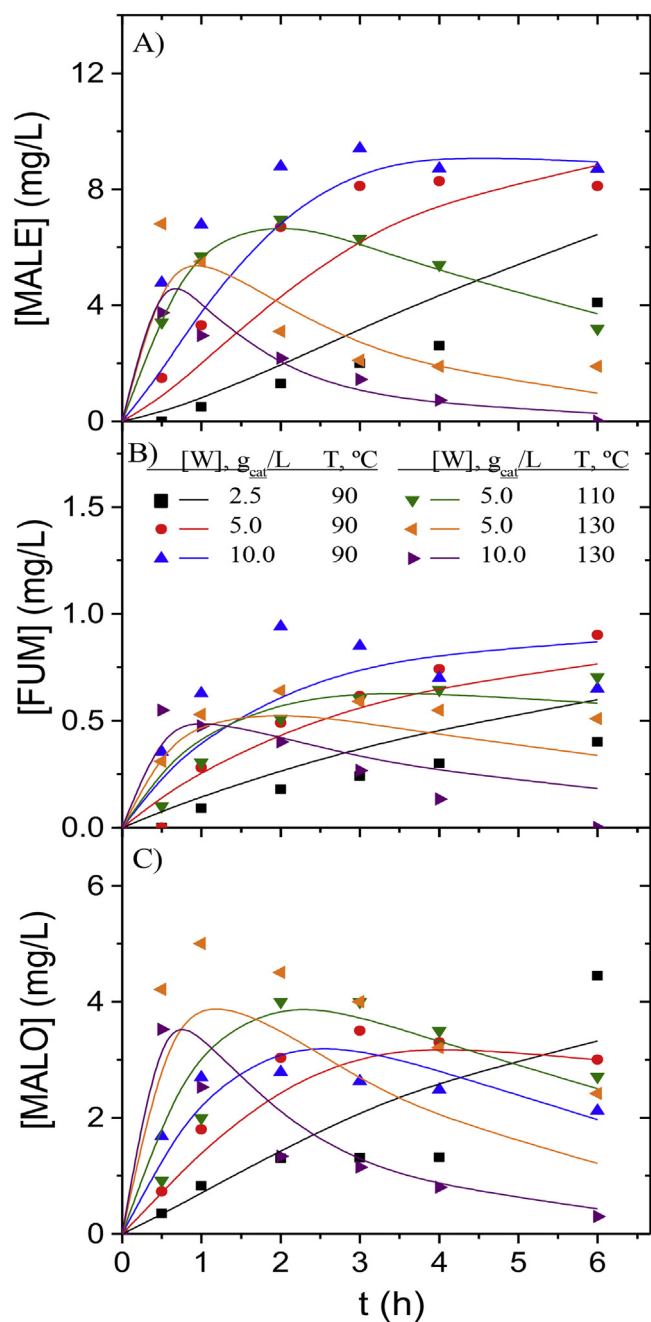 A)
12
8
4
0
[MALE] (mg/L)
B)
[W], g_cat/L T, ºC [W], g_cat/L T, ºC
2.5 90 5.0 110
5.0 90 5.0 130
10.0 90 10.0 130
1.5
1.0
0.5
0.0
[FUM] (mg/L)
C)
6
4
2
0
[MALO] (mg/L)
0 1 2 3 4 5 6
t (h)